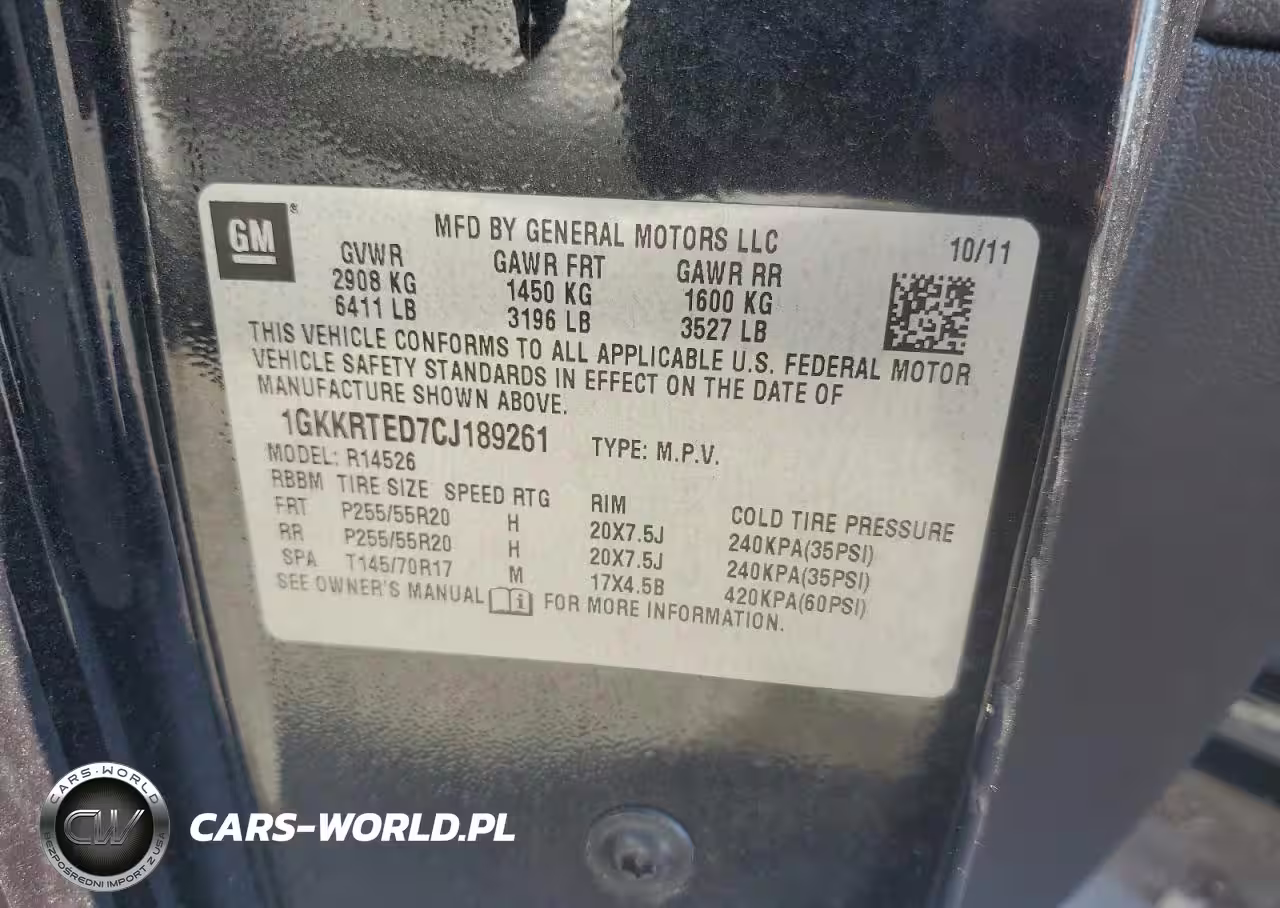 GM®
MFD BY GENERAL MOTORS LLC 10/11
GVWR GAWR FRT GAWR RR
2908 KG 1450 KG 1600 KG
6411 LB 3196 LB 3527 LB
THIS VEHICLE CONFORMS TO ALL APPLICABLE U.S. FEDERAL MOTOR
VEHICLE SAFETY STANDARDS IN EFFECT ON THE DATE OF
MANUFACTURE SHOWN ABOVE.
1GKKRTED7CJ189261 TYPE: M.P.V.
MODEL: R14526
RBBM TIRE SIZE SPEED RTG RIM COLD TIRE PRESSURE
FRT P255/55R20 H 20X7.5J 240KPA(35PSI)
RR P255/55R20 H 20X7.5J 240KPA(35PSI)
SPA T145/70R17 M 17X4.5B 420KPA(60PSI)
SEE OWNER'S MANUAL i FOR MORE INFORMATION.
CARS-WORLD
CW
BEZPOŚREDNI IMPORT Z USA
CARS-WORLD.PL